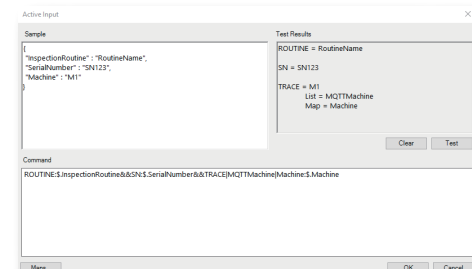 Active Input
Sample
{
"InspectionRoutine" : "RoutineName",
"SerialNumber" : "SN123",
"Machine" : "M1"
}
Test Results
ROUTINE = RoutineName
SN = SN123
TRACE = M1
List = MQTTMachine
Map = Machine
Clear
Test
Command
ROUTINE:$.InspectionRoutine&&SN:$.SerialNumber&&TRACE|MQTTMachine|Machine:$.Machine
Maps
OK
Cancel